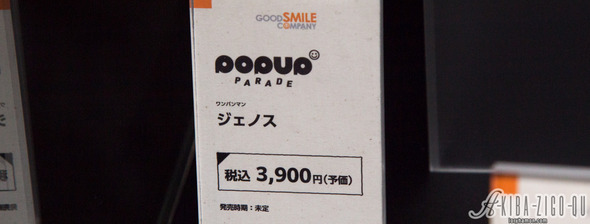 GOODSMILE
COMPANY
POPUP
PARADE
ワンパンマン
ジェノス
税込 3,900円(予価)
発売時期：未定
AKIBA-ZIGO-OU